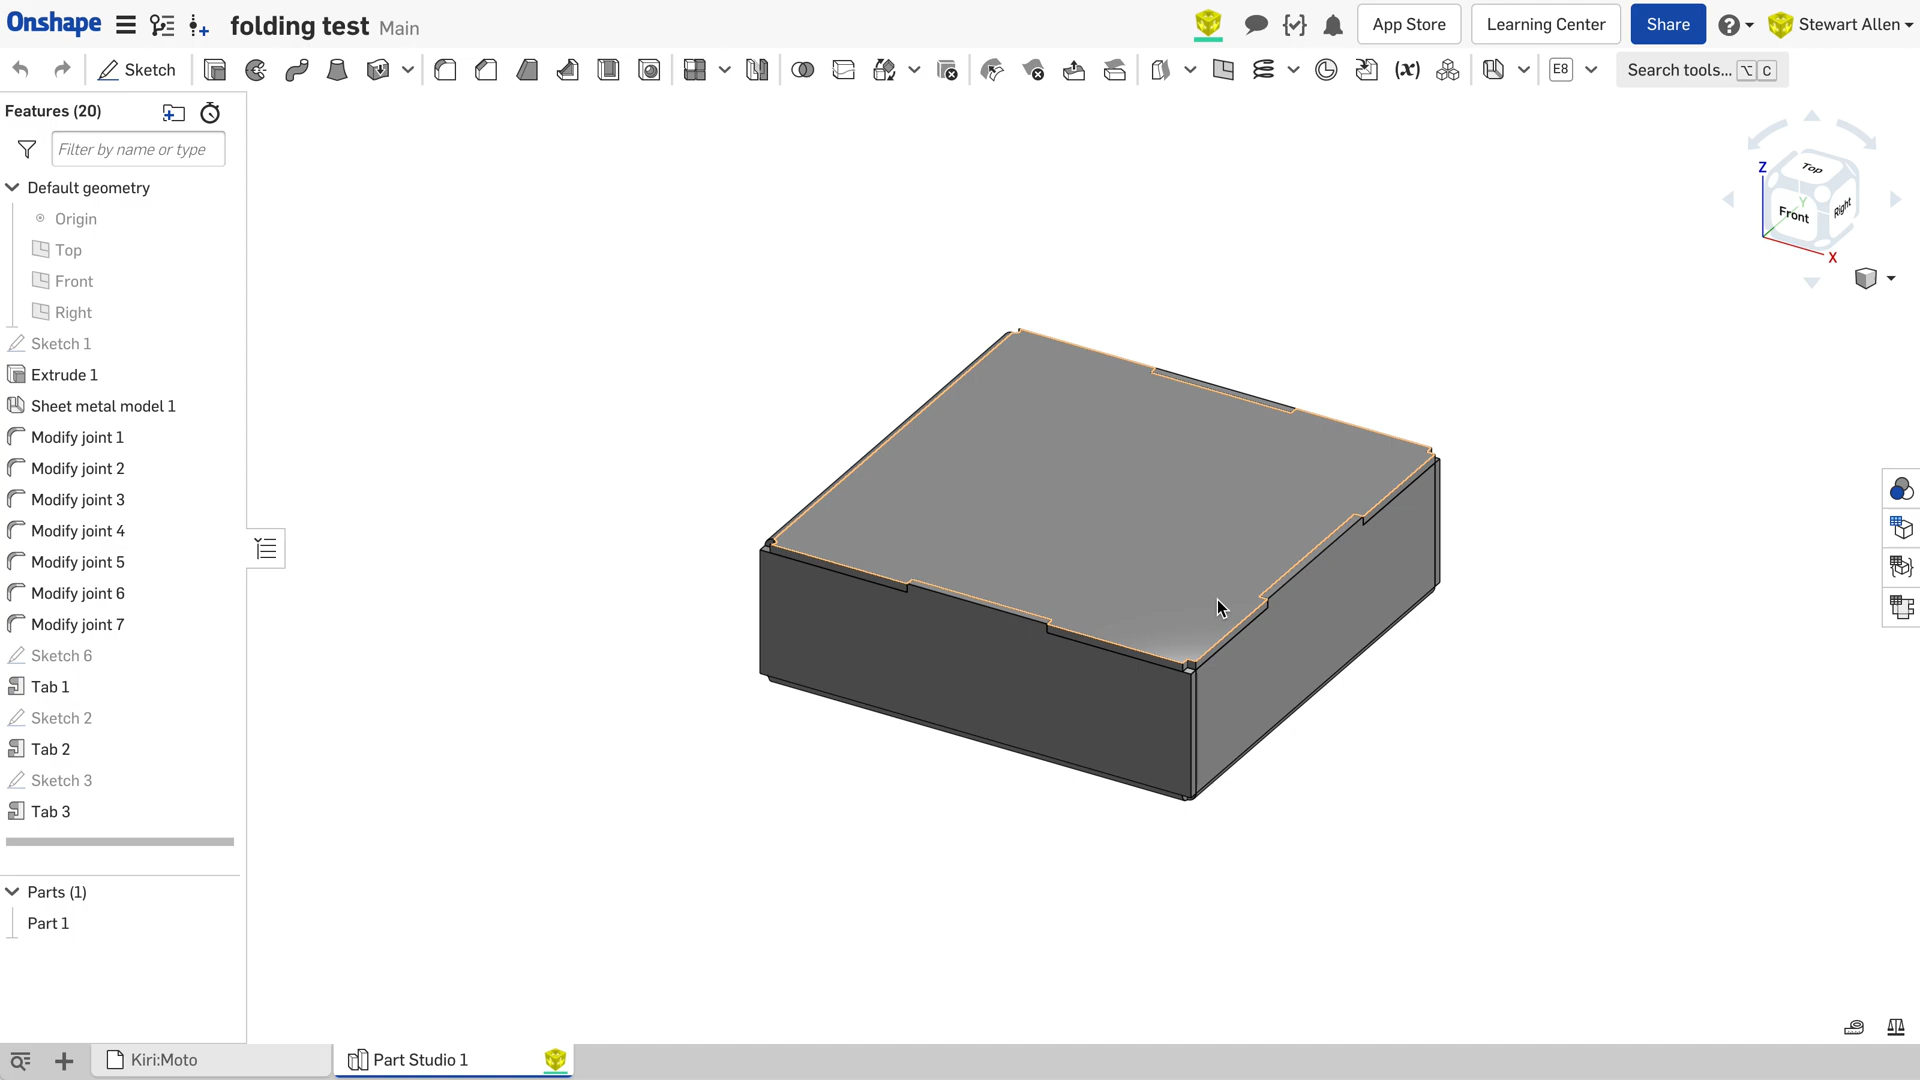 Onshape
folding test Main
App Store
Learning Center
Share
Stewart Allen
Sketch
(x)
E8
Search tools... ⌥ C
Features (20)
Filter by name or type
Default geometry
Origin
Top
Front
Right
Sketch 1
Extrude 1
Sheet metal model 1
Modify joint 1
Modify joint 2
Modify joint 3
Modify joint 4
Modify joint 5
Modify joint 6
Modify joint 7
Sketch 6
Tab 1
Sketch 2
Tab 2
Sketch 3
Tab 3
Parts (1)
Part 1
Z
Top
Y
Front
Right
X
Kiri:Moto
Part Studio 1